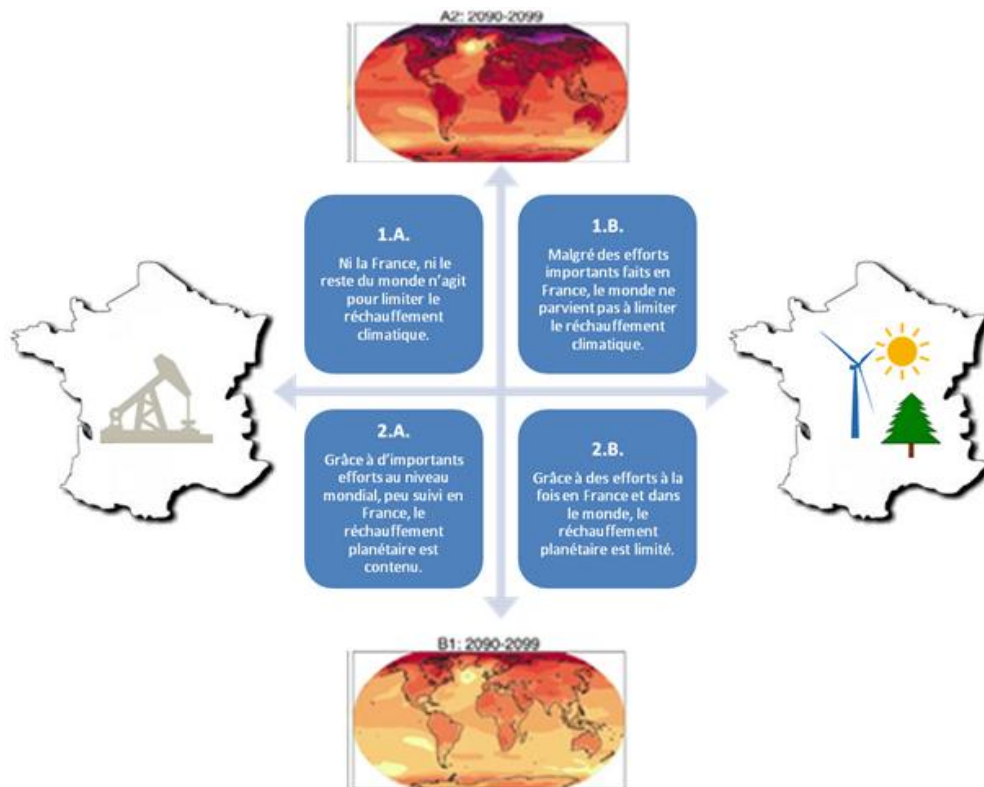 A2: 2090-2099
1.A.
Ni la France, ni le
reste du monde n'agit
pour limiter le
réchauffement
climatique.
1.B.
Malgré des efforts
importants faits en
France, le monde ne
parvient pas à limiter
le réchauffement
climatique.
2.A.
Grâce à d'importants
efforts au niveau
mondial, peu suivi en
France, le
réchauffement
planétaire est
contenu.
2.B.
Grâce à des efforts à la
fois en France et dans
le monde, le
réchauffement
planétaire est limité.
B1: 2090-2099